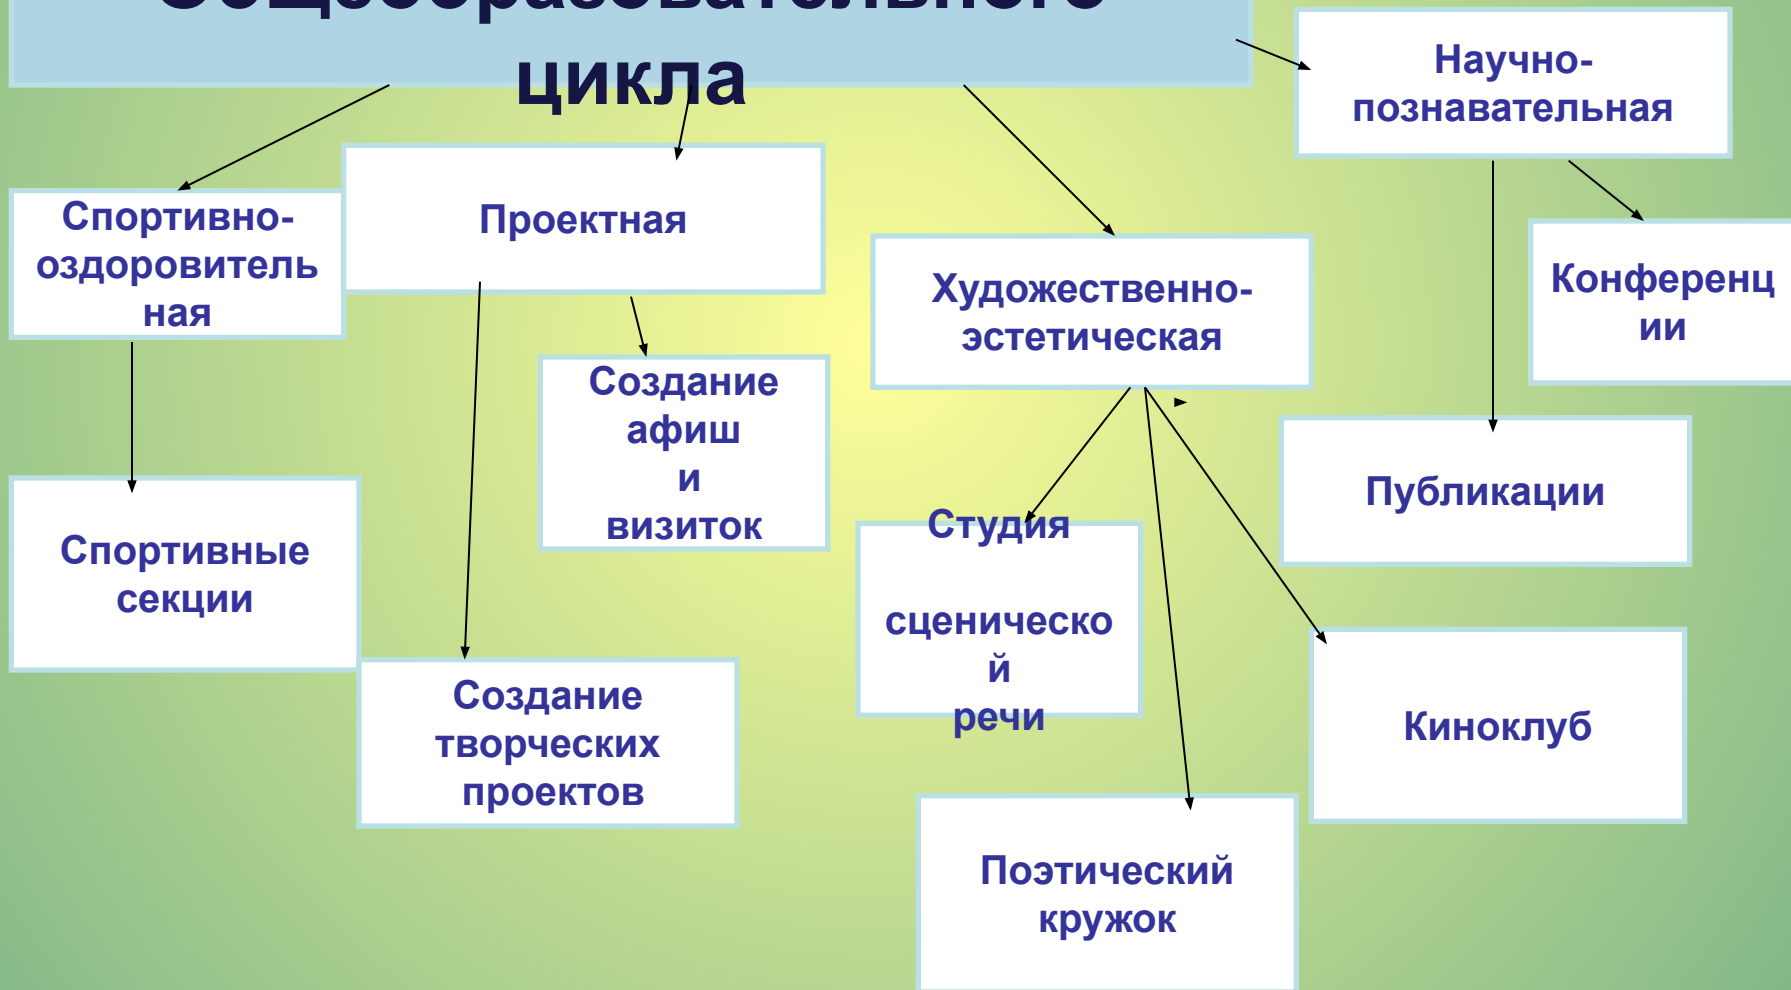 Общеобразовательного
цикла
Научно-
познавательная
Спортивно-
оздоровитель
ная
Проектная
Художественно-
эстетическая
Конференц
ии
Создание
афиш
и
визиток
Публикации
Спортивные
секции
Студия
сценическо
й
речи
Создание
творческих
проектов
Киноклуб
Поэтический
кружок